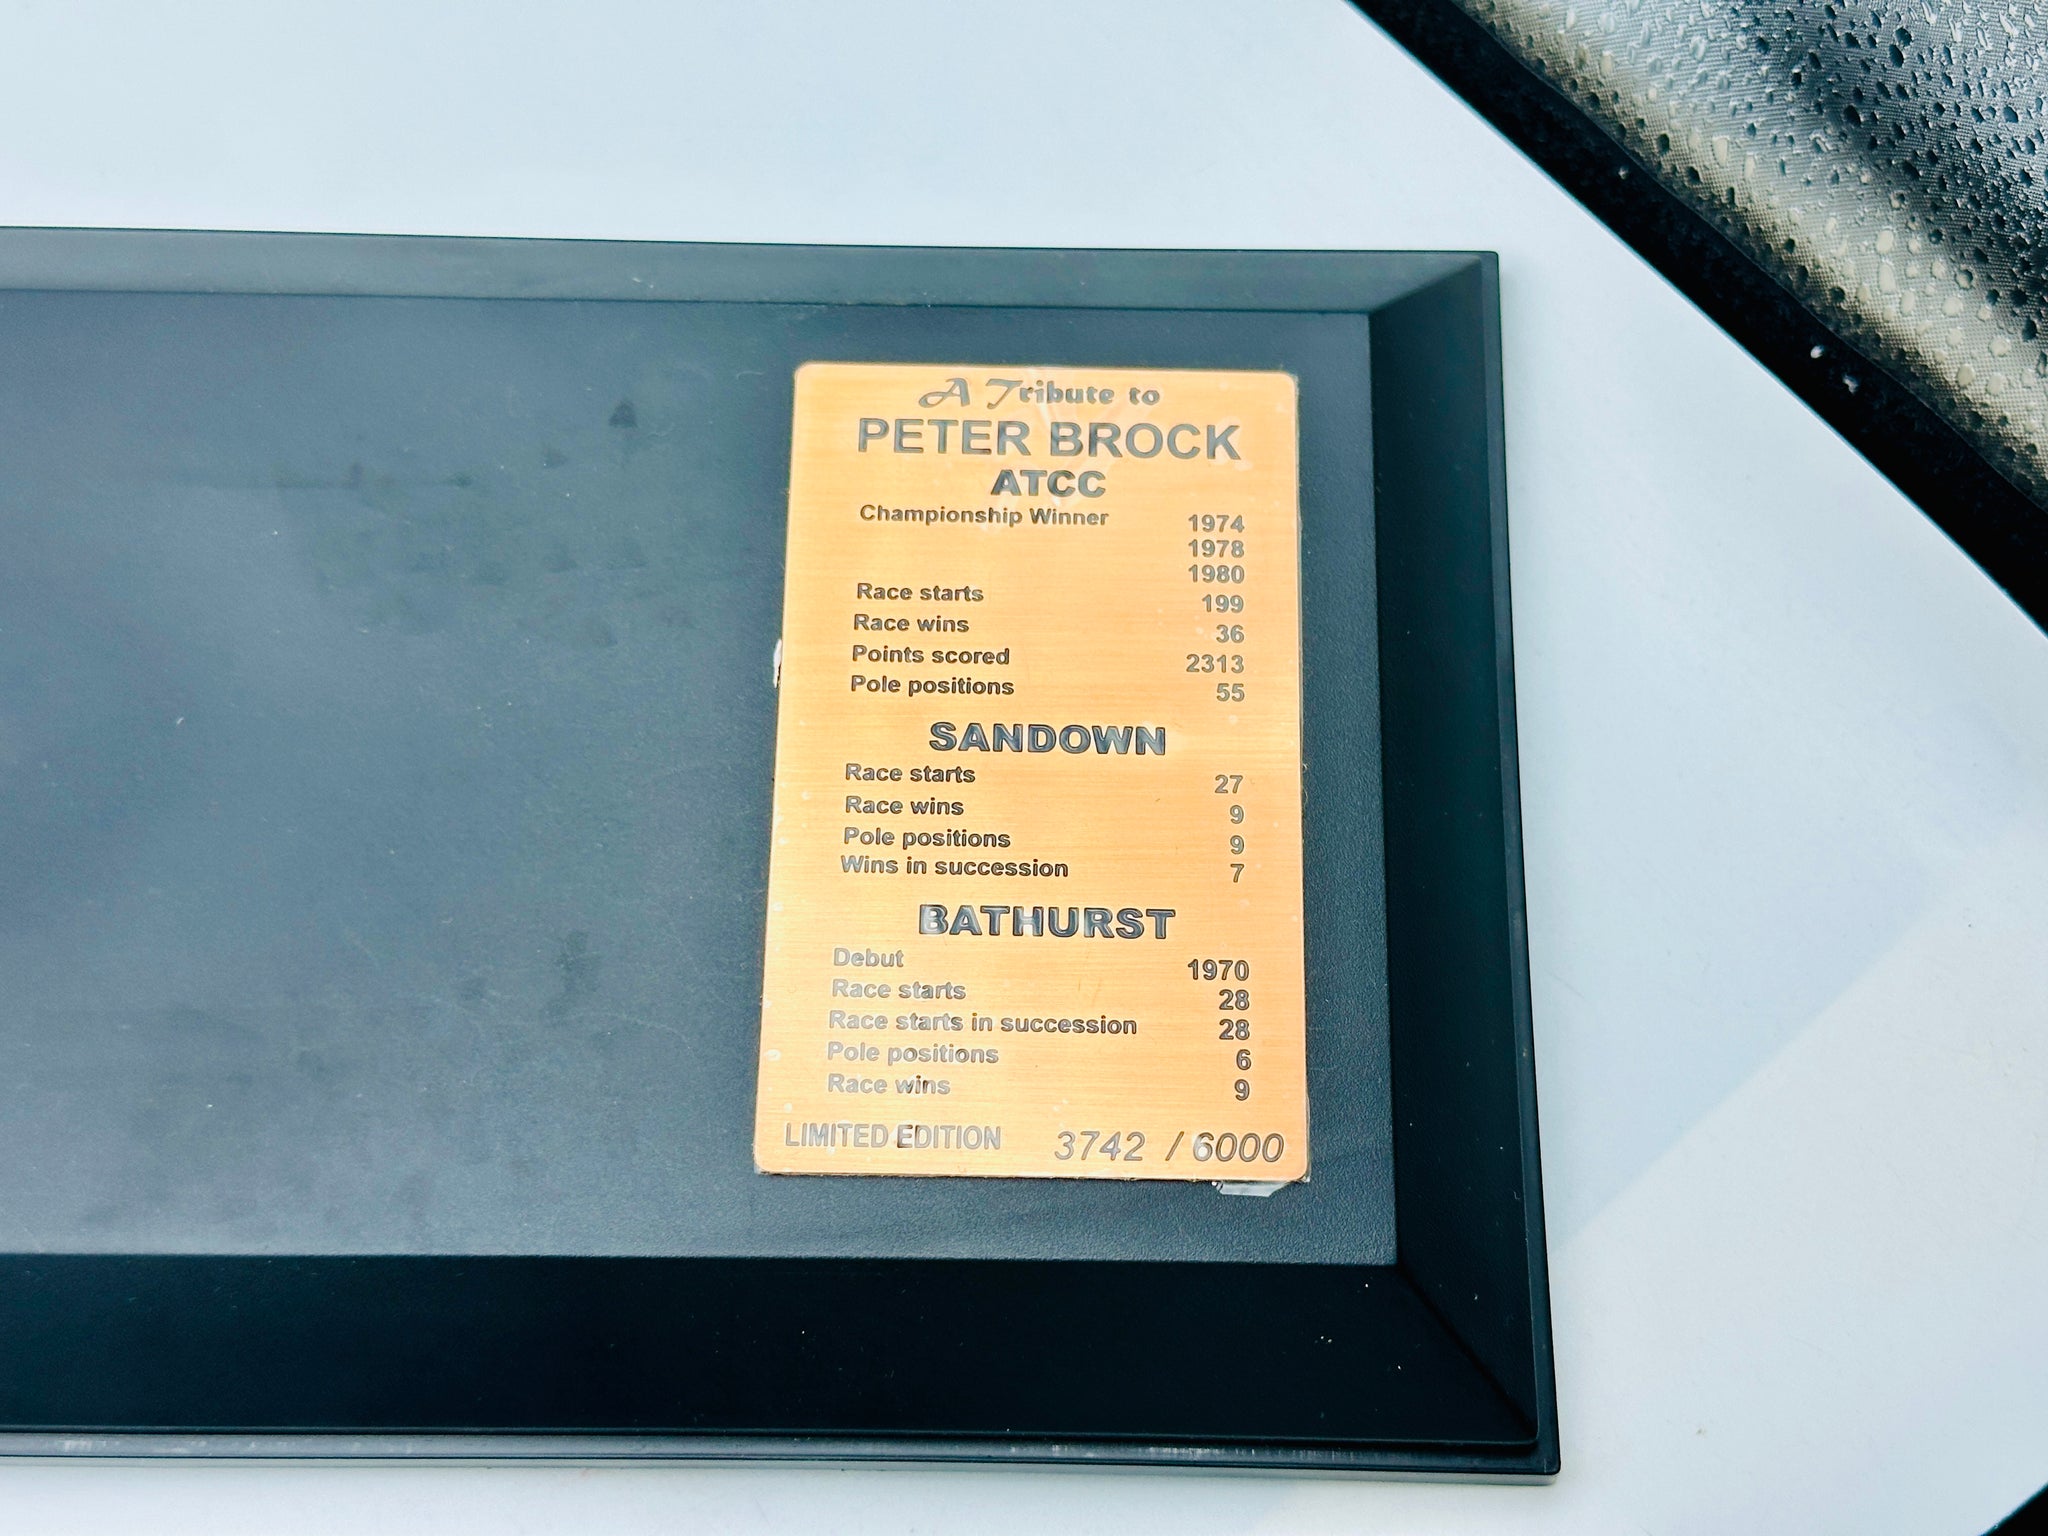 A Tribute to
PETER BROCK
ATCC
Championship Winner 1974
1978
1980
Race starts 199
Race wins 36
Points scored 2313
Pole positions 55
SANDOWN
Race starts 27
Race wins 9
Pole positions 9
Wins in succession 7
BATHURST
Debut 1970
Race starts 28
Race starts in succession 28
Pole positions 6
Race wins 9
LIMITED EDITION 3742 / 6000